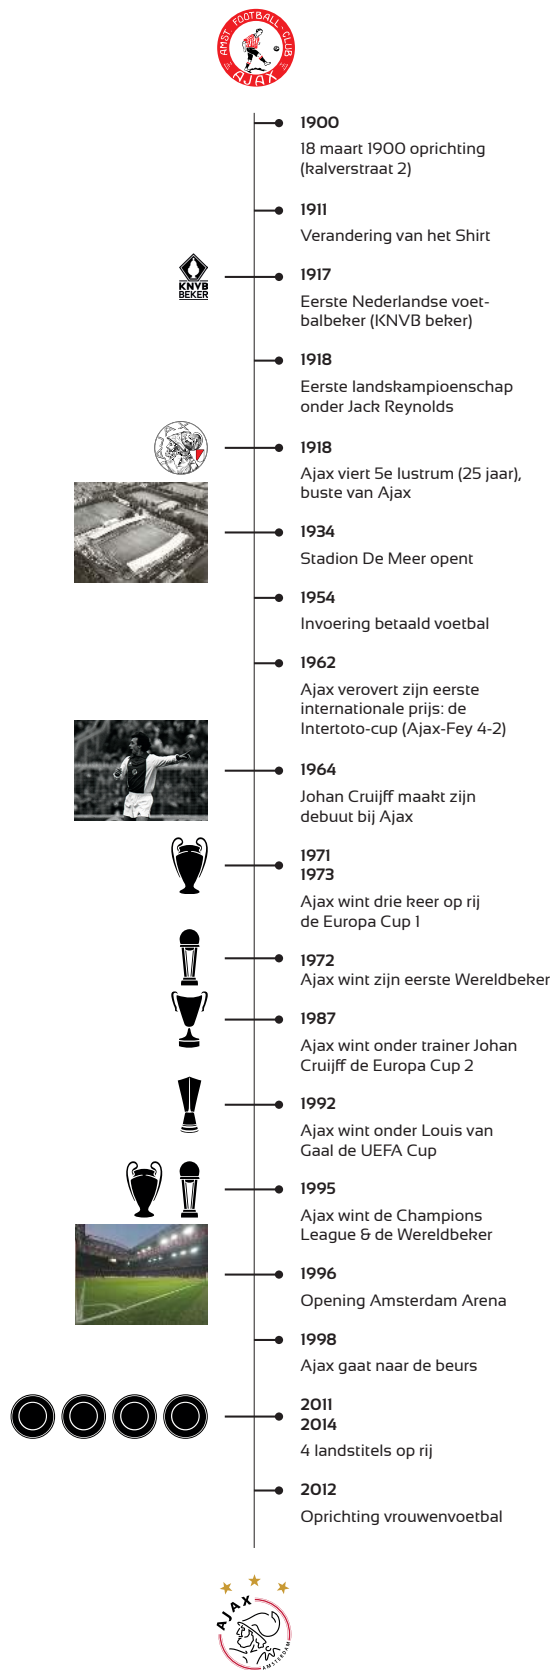 AMST FOOTBALL-CLUB
AJAX
1900
18 maart 1900 oprichting
(kalverstraat 2)
1911
Verandering van het Shirt
KNVB
BEKER
1917
Eerste Nederlandse voet-
balbeker (KNVB beker)
1918
Eerste landskampioenschap
onder Jack Reynolds
AJAX
1918
Ajax viert 5e lustrum (25 jaar),
buste van Ajax
1934
Stadion De Meer opent
1954
Invoering betaald voetbal
1962
Ajax verovert zijn eerste
internationale prijs: de
Intertoto-cup (Ajax-Fey 4-2)
1964
Johan Cruijff maakt zijn
debuut bij Ajax
1971
1973
Ajax wint drie keer op rij
de Europa Cup 1
1972
Ajax wint zijn eerste Wereldbeker
1987
Ajax wint onder trainer Johan
Cruijff de Europa Cup 2
1992
Ajax wint onder Louis van
Gaal de UEFA Cup
1995
Ajax wint de Champions
League & de Wereldbeker
1996
Opening Amsterdam Arena
1998
Ajax gaat naar de beurs
2011
2014
4 landstitels op rij
2012
Oprichting vrouwenvoetbal
AJAX
AMSTERDAM